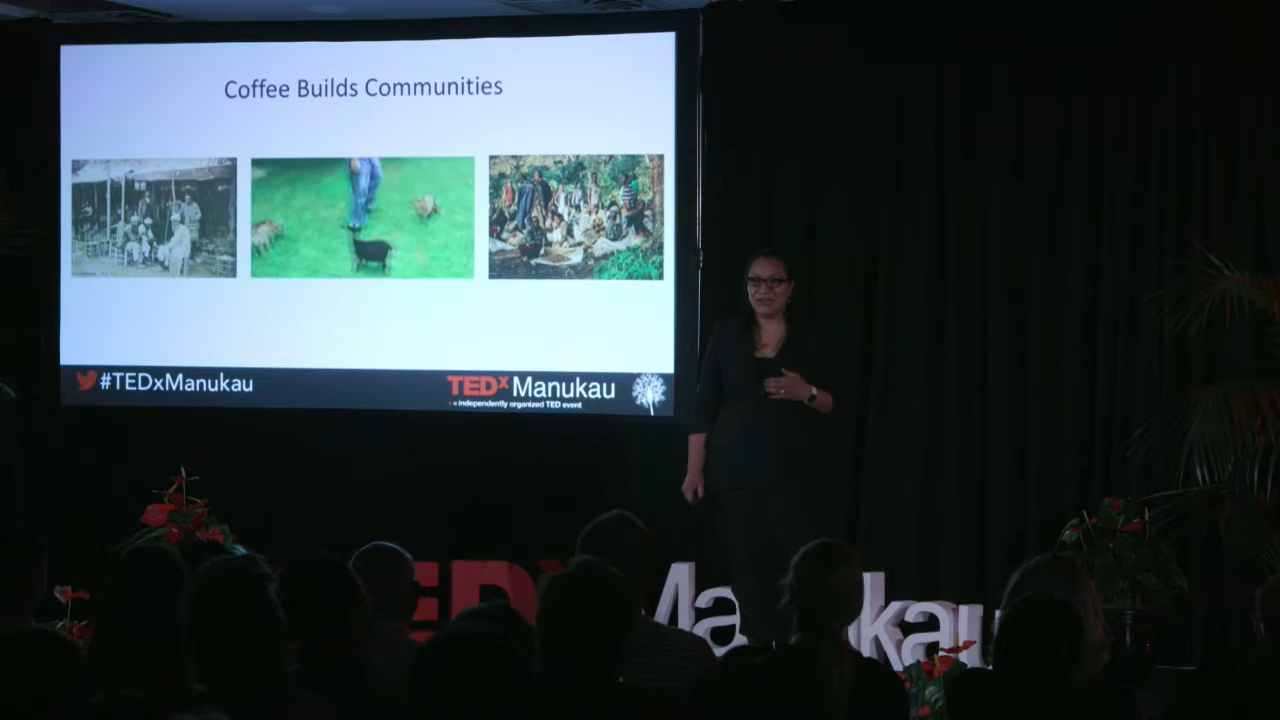 Coffee Builds Communities
#TEDxManukau
TEDx Manukau
x = independently organized TED event
TEDx Manukau